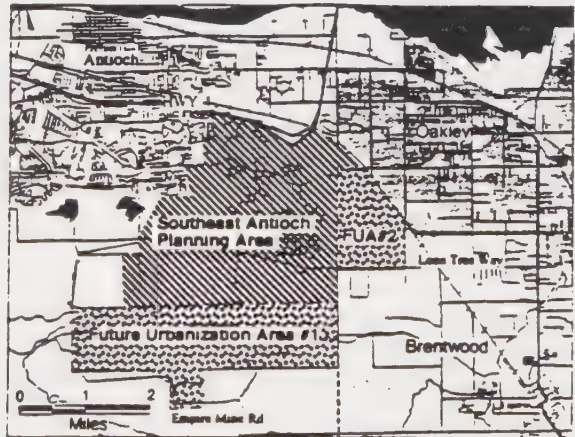 Antioch
Oakley
Southeast Antioch
Planning Area
FUA#2
Lone Tree Way
Future Urbanization Area #1
Brentwood
0 1 2
Miles
Empire Mine Rd